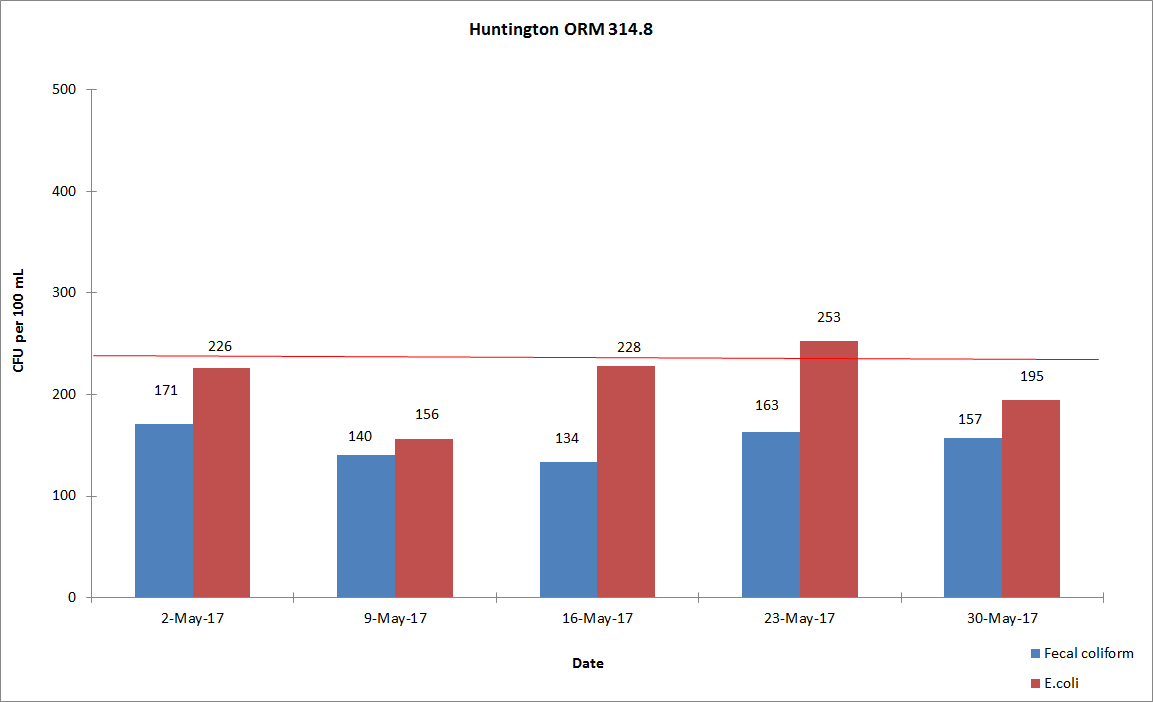 Huntington ORM 314.8
500
400
300
200
100
0
CFU per 100 mL
171
226
140
156
134
228
163
253
157
195
2-May-17
9-May-17
16-May-17
23-May-17
30-May-17
Date
Fecal coliform
E.coli